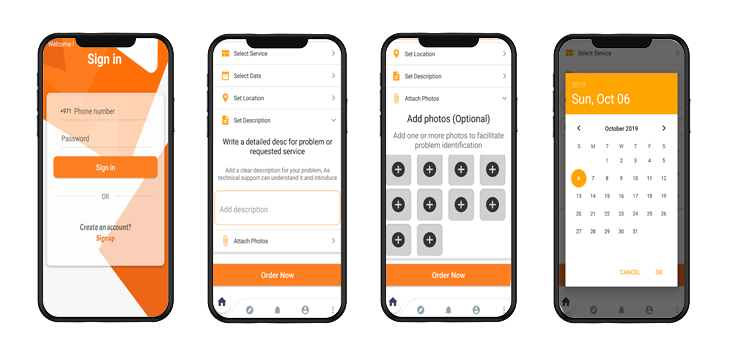 Welcome !
Sign in
+971 Phone number
Password
Sign in
OR
Create an account?
Sign up
Select Service
Select Date
Set Location
Set Description
Write a detailed desc for problem or
requested service
Add a clear description for your problem, As
technical support can understand it and introduce
Add description
Attach Photos
Order Now
Set Location
Set Description
Attach Photos
Add photos (Optional)
Add one or more photos to facilitate
problem identification
Order Now
Select Service
2019
Sun, Oct 06
October 2019
S M T W T F S
1 2 3 4 5
6 7 8 9 10 11 12
13 14 15 16 17 18 19
20 21 22 23 24 25 26
27 28 29 30 31
CANCEL OK